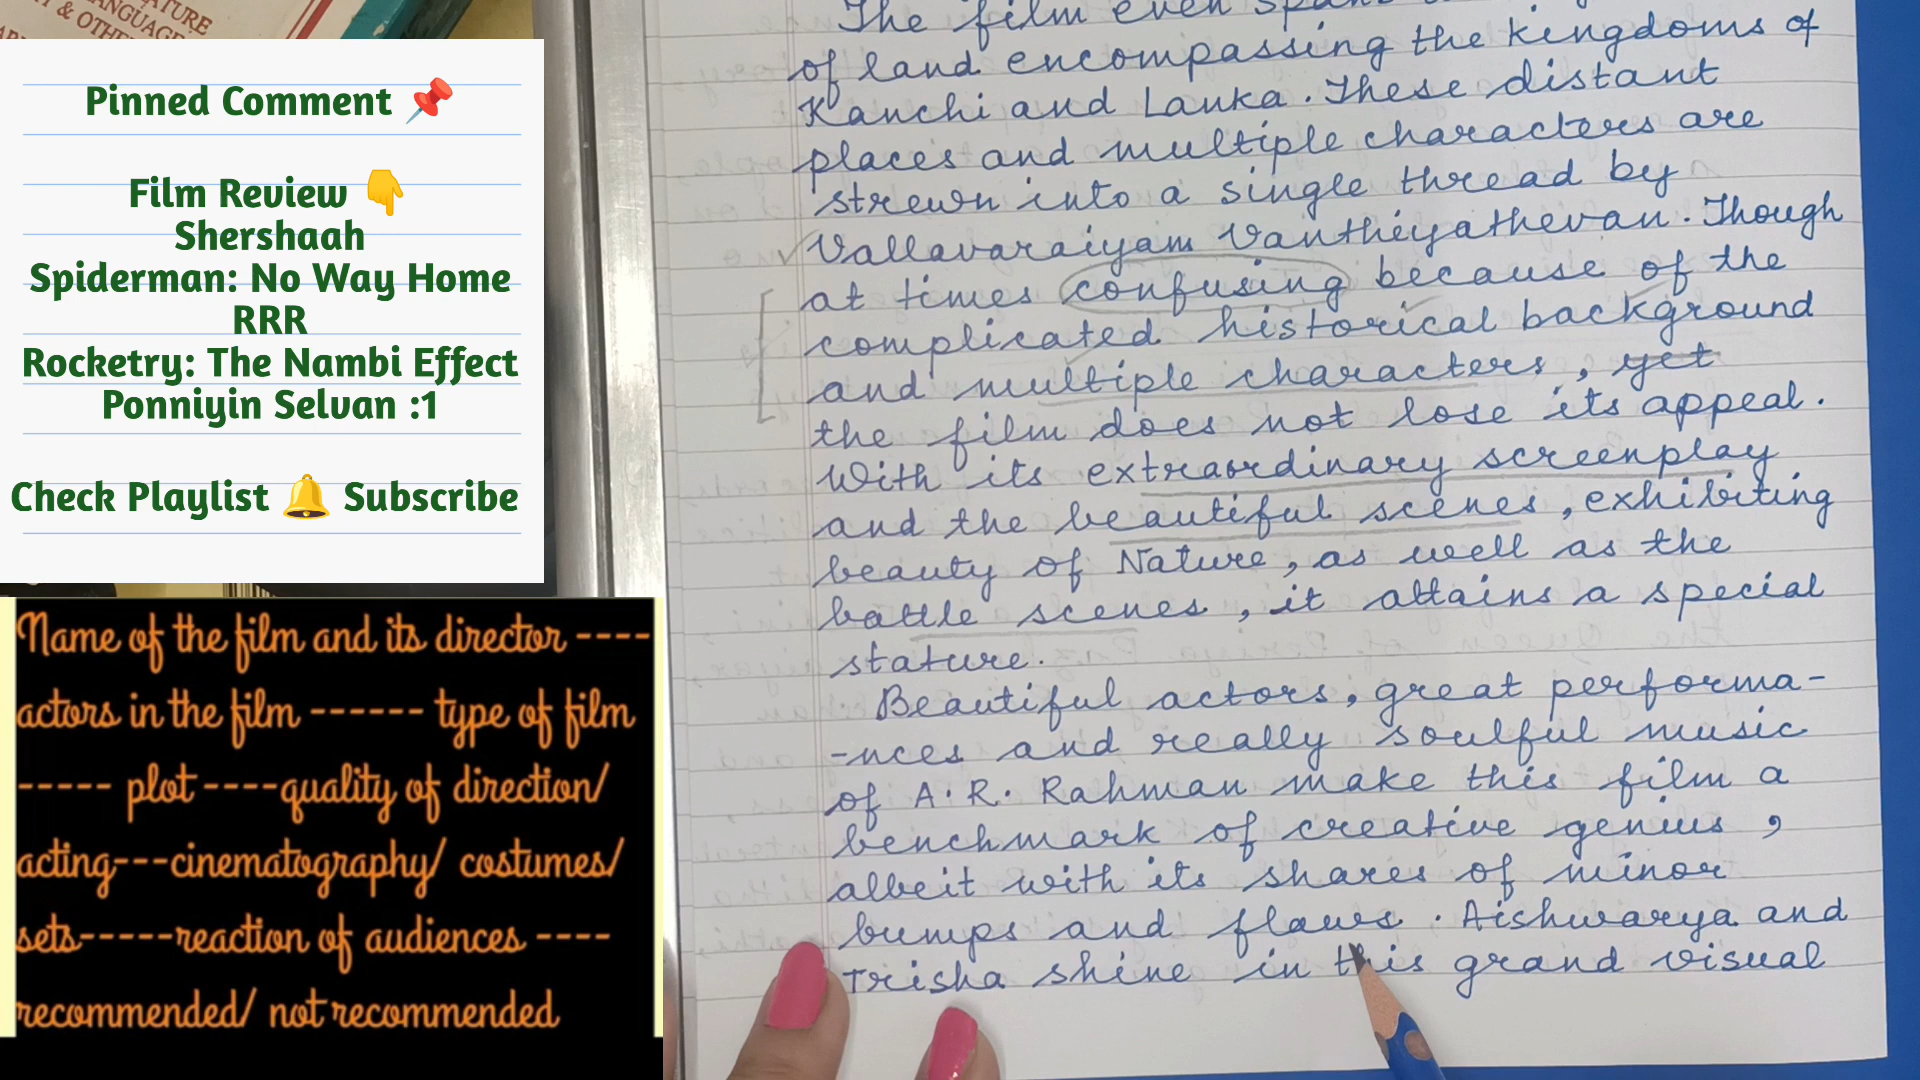 ATURE
LANGUAGE
& OTHE
Pinned Comment 📌
Film Review 👇
Shershaah
Spiderman: No Way Home
RRR
Rocketry: The Nambi Effect
Ponniyin Selvan :1
Check Playlist 🔔 Subscribe
Name of the film and its director ----
actors in the film ------ type of film
----- plot ----quality of direction/
acting---cinematography/ costumes/
sets-----reaction of audiences ----
recommended/ not recommended
The film even spans
of land encompassing the kingdoms of
Kanchi and Lanka. These distant
places and multiple characters are
strewn into a single thread by
Vallavaraiyam Vanthiyathevan. Though
at times confusing because of the
complicated historical background
and multiple characters, yet
the film does not lose its appeal.
With its extraordinary screenplay
and the beautiful scenes, exhibiting
beauty of Nature, as well as the
battle scenes, it attains a special
stature.
Beautiful actors, great performa-
-nces and really soulful music
of A.R. Rahman make this film a
benchmark of creative genius,
albeit with its shares of minor
bumps and flaws. Aishwarya and
Trisha shine in this grand visual